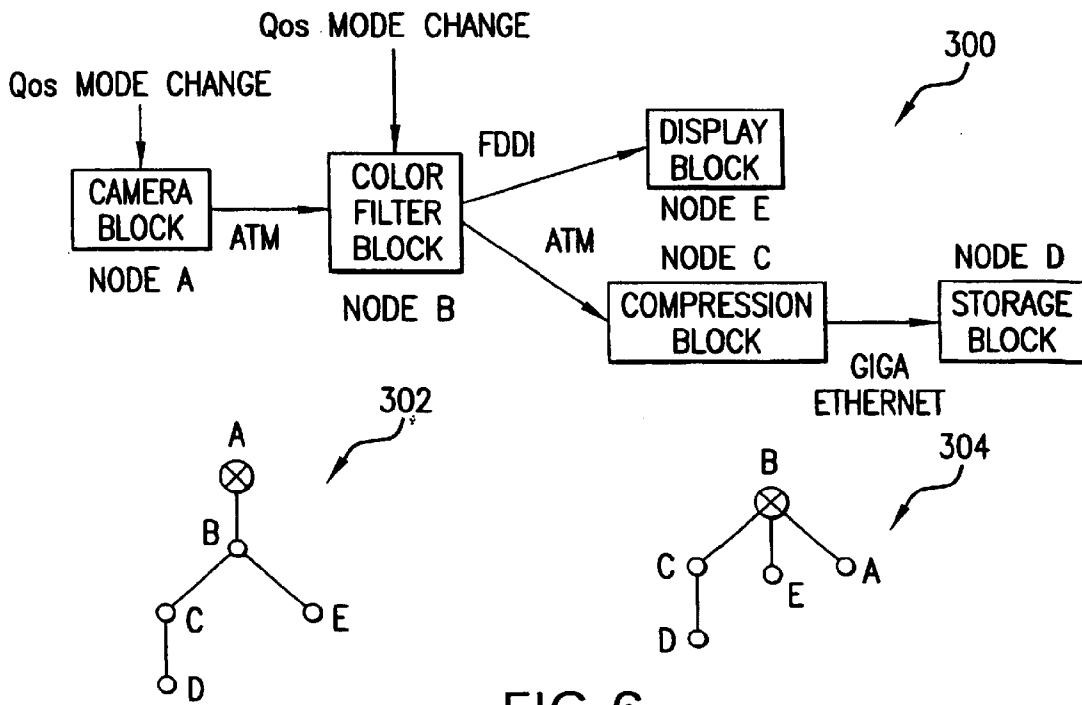 Qos MODE CHANGE
300
Qos MODE CHANGE
CAMERA
BLOCK
NODE A
ATM
COLOR
FILTER
BLOCK
NODE B
FDDI
DISPLAY
BLOCK
NODE E
ATM
NODE C
COMPRESSION
BLOCK
GIGA
ETHERNET
NODE D
STORAGE
BLOCK
302
A
B
C
E
D
304
B
C
E
A
D
FIG. 6